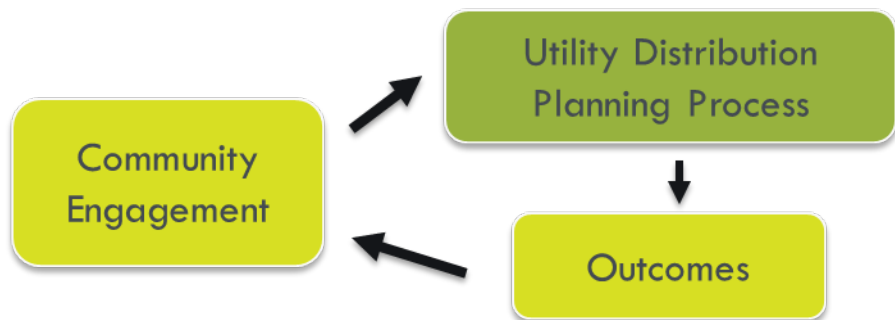 Utility Distribution
Planning Process
Community
Engagement
Outcomes